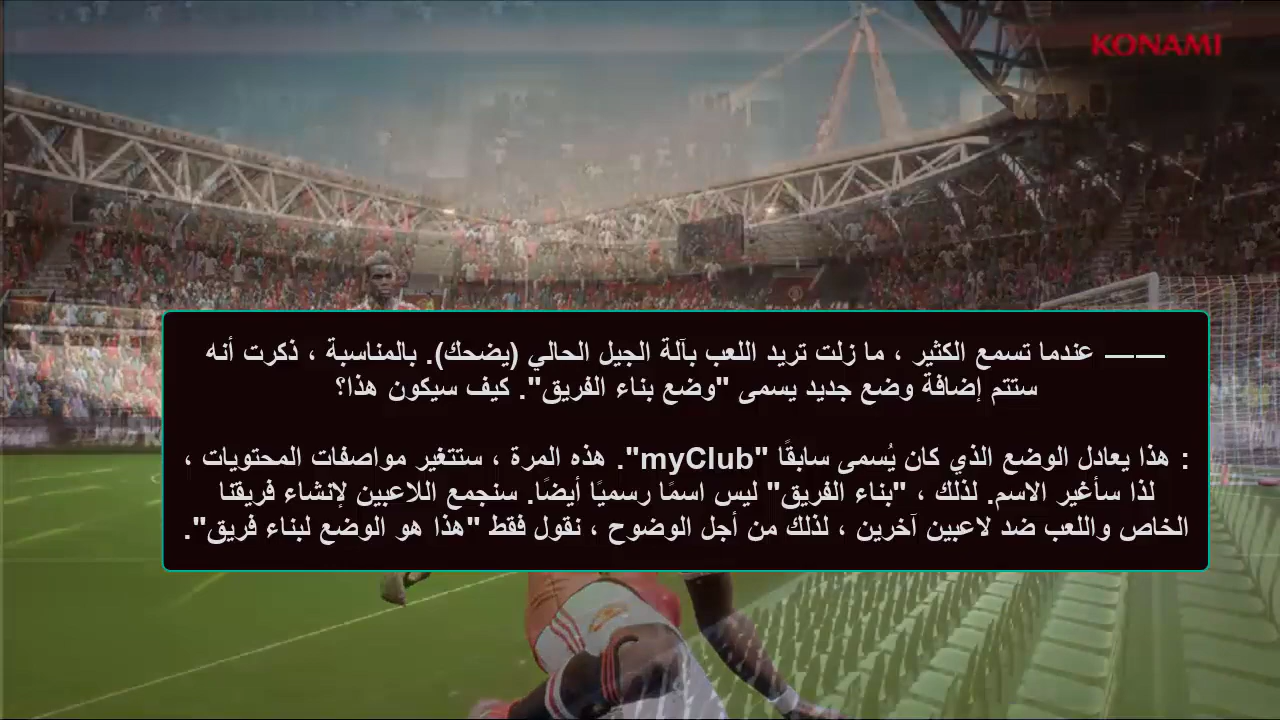 KONAMI
—— عندما تسمع الكثير ، ما زلت تريد اللعب بآلة الجيل الحالي (يضحك). بالمناسبة ، ذكرت أنه
ستتم إضافة وضع جديد يسمى "وضع بناء الفريق". كيف سيكون هذا؟
: هذا يعادل الوضع الذي كان يُسمى سابقًا "myClub". هذه المرة ، ستتغير مواصفات المحتويات ،
لذا سأغير الاسم. لذلك ، "بناء الفريق" ليس اسمًا رسميًا أيضًا. سنجمع اللاعبين لإنشاء فريقنا
الخاص واللعب ضد لاعبين آخرين ، لذلك من أجل الوضوح ، نقول فقط "هذا هو الوضع لبناء فريق".